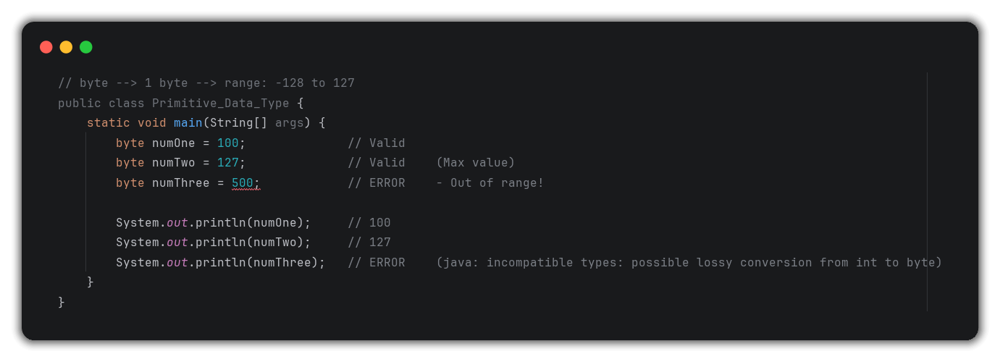 // byte --> 1 byte --> range: -128 to 127
public class Primitive_Data_Type {
    static void main(String[] args) {
        byte numOne = 100;              // Valid
        byte numTwo = 127;              // Valid    (Max value)
        byte numThree = 500;            // ERROR    - Out of range!

        System.out.println(numOne);     // 100
        System.out.println(numTwo);     // 127
        System.out.println(numThree);   // ERROR    (java: incompatible types: possible lossy conversion from int to byte)
    }
}